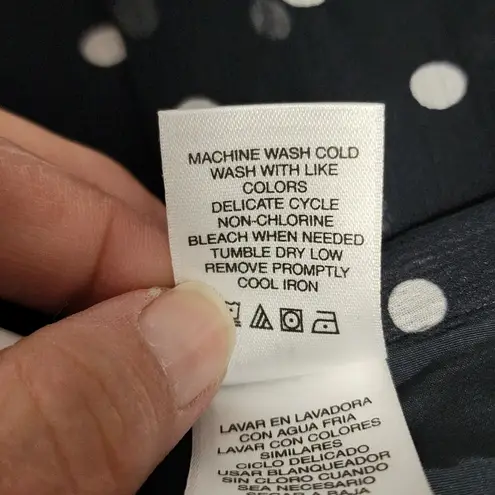 MACHINE WASH COLD
WASH WITH LIKE
COLORS
DELICATE CYCLE
NON-CHLORINE
BLEACH WHEN NEEDED
TUMBLE DRY LOW
REMOVE PROMPTLY
COOL IRON
LAVAR EN LAVADORA
CON AGUA FRIA
LAVAR CON COLORES
SIMILARES
CICLO DELICADO
USAR BLANQUEADOR
SIN CLORO CUANDO
SEA NECESARIO
SECAR A BAJA